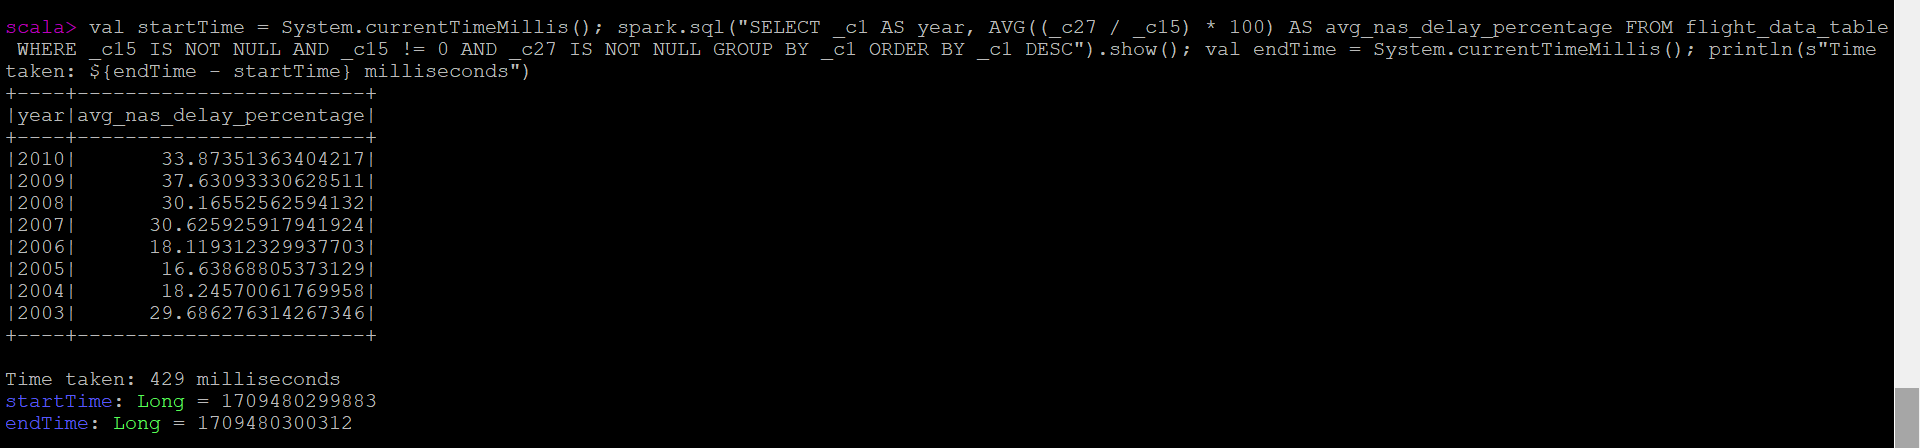 scala> val startTime = System.currentTimeMillis(); spark.sql("SELECT _c1 AS year, AVG((_c27 / _c15) * 100) AS avg_nas_delay_percentage FROM flight_data_table
 WHERE _c15 IS NOT NULL AND _c15 != 0 AND _c27 IS NOT NULL GROUP BY _c1 ORDER BY _c1 DESC").show(); val endTime = System.currentTimeMillis(); println(s"Time
taken: ${endTime - startTime} milliseconds")
+----+------------------------+
|year|avg_nas_delay_percentage|
+----+------------------------+
|2010|       33.87351363404217|
|2009|       37.63093330628511|
|2008|       30.16552562594132|
|2007|      30.625925917941924|
|2006|      18.119312329937703|
|2005|       16.63868805373129|
|2004|       18.24570061769958|
|2003|      29.686276314267346|
+----+------------------------+
Time taken: 429 milliseconds
startTime: Long = 1709480299883
endTime: Long = 1709480300312